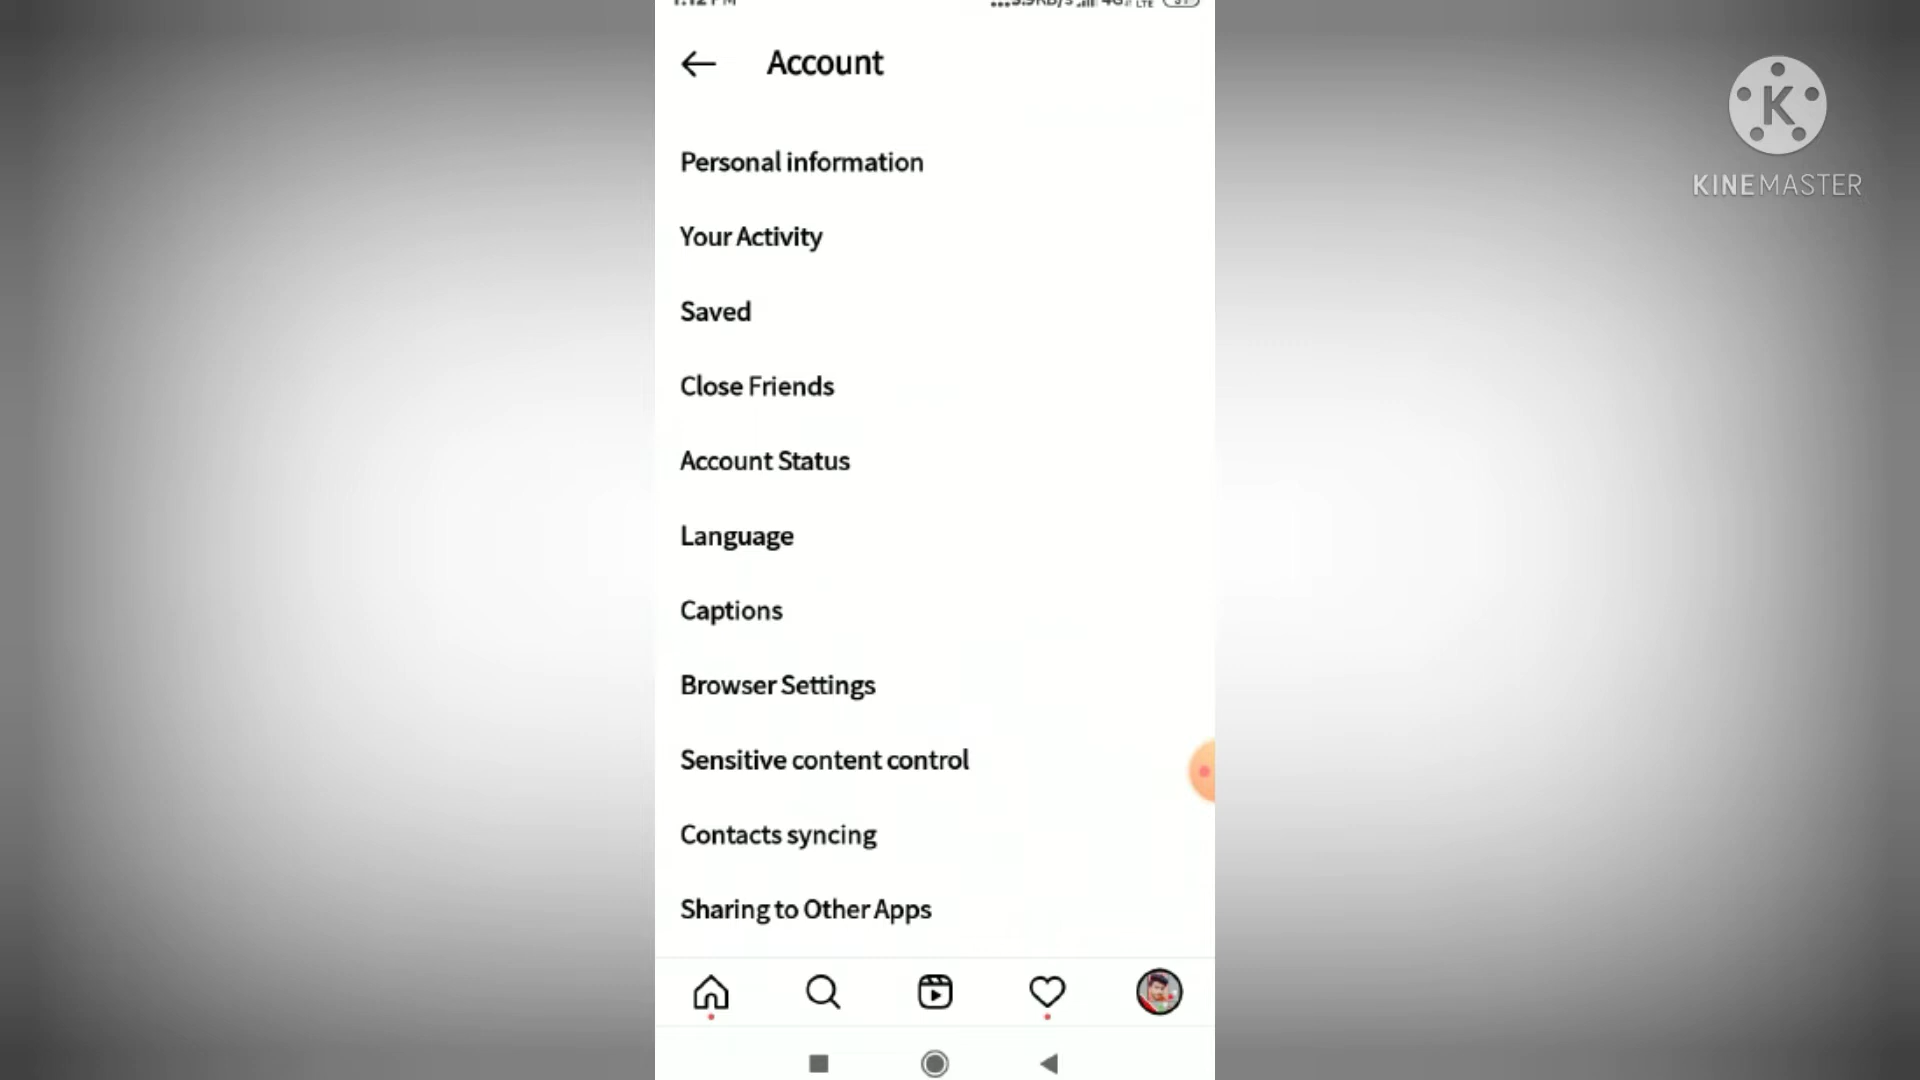 Account
Personal information
Your Activity
Saved
Close Friends
Account Status
Language
Captions
Browser Settings
Sensitive content control
Contacts syncing
Sharing to Other Apps
K
KINEMASTER